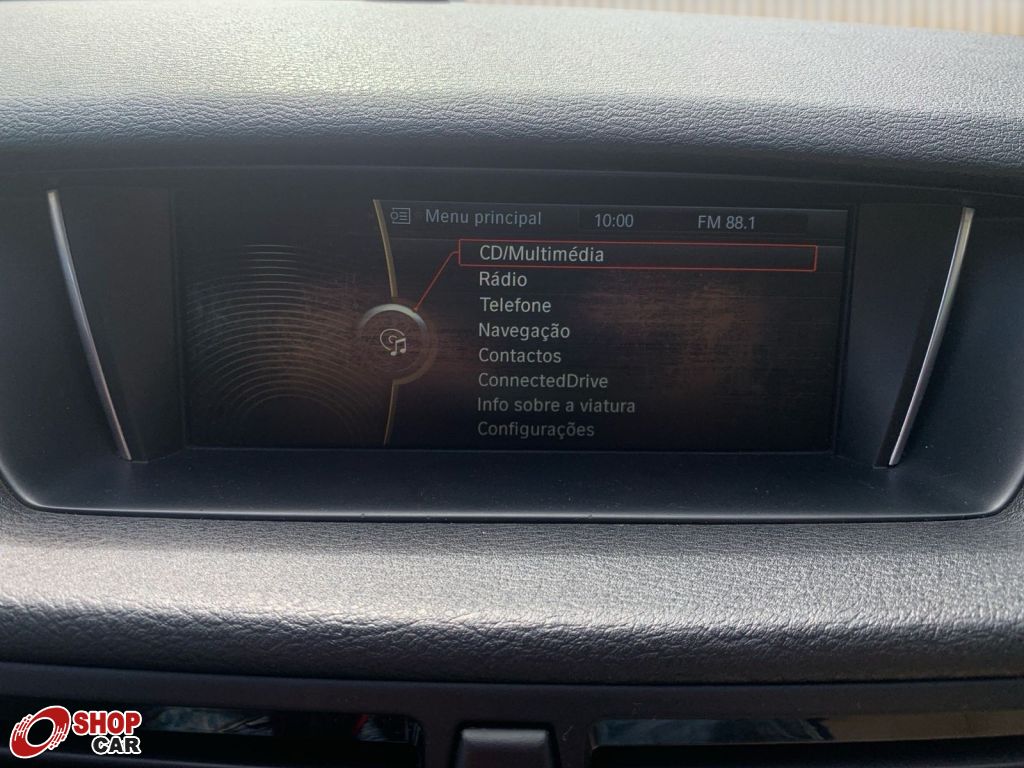 Menu principal 10:00 FM 88.1
CD/Multimédia
Rádio
Telefone
Navegação
Contactos
ConnectedDrive
Info sobre a viatura
Configurações
SHOP
CAR